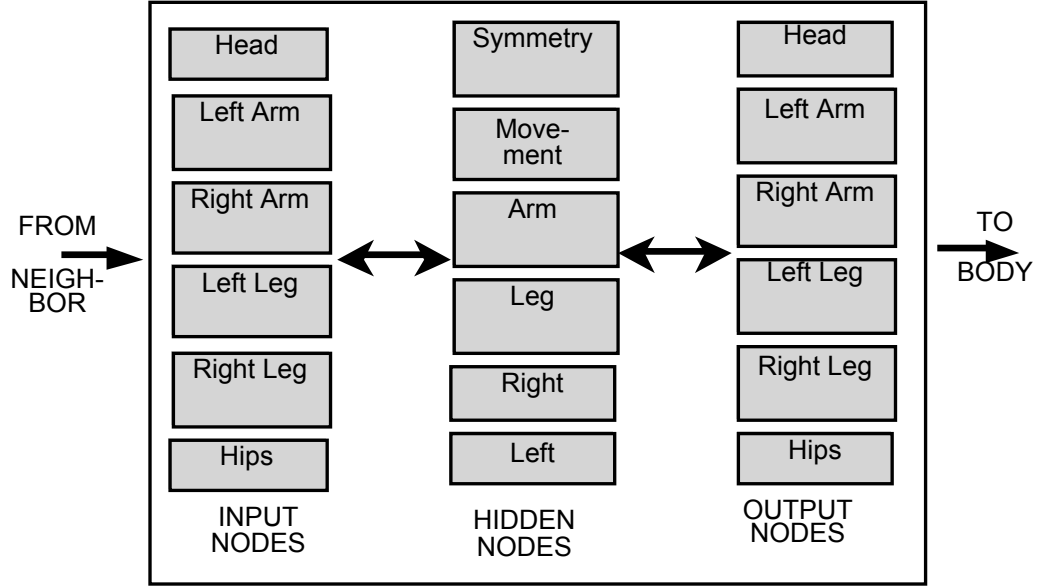 FROM
NEIGH-
BOR
Head
Left Arm
Right Arm
Left Leg
Right Leg
Hips
INPUT
NODES
Symmetry
Move-
ment
Arm
Leg
Right
Left
HIDDEN
NODES
Head
Left Arm
Right Arm
Left Leg
Right Leg
Hips
OUTPUT
NODES
TO
BODY